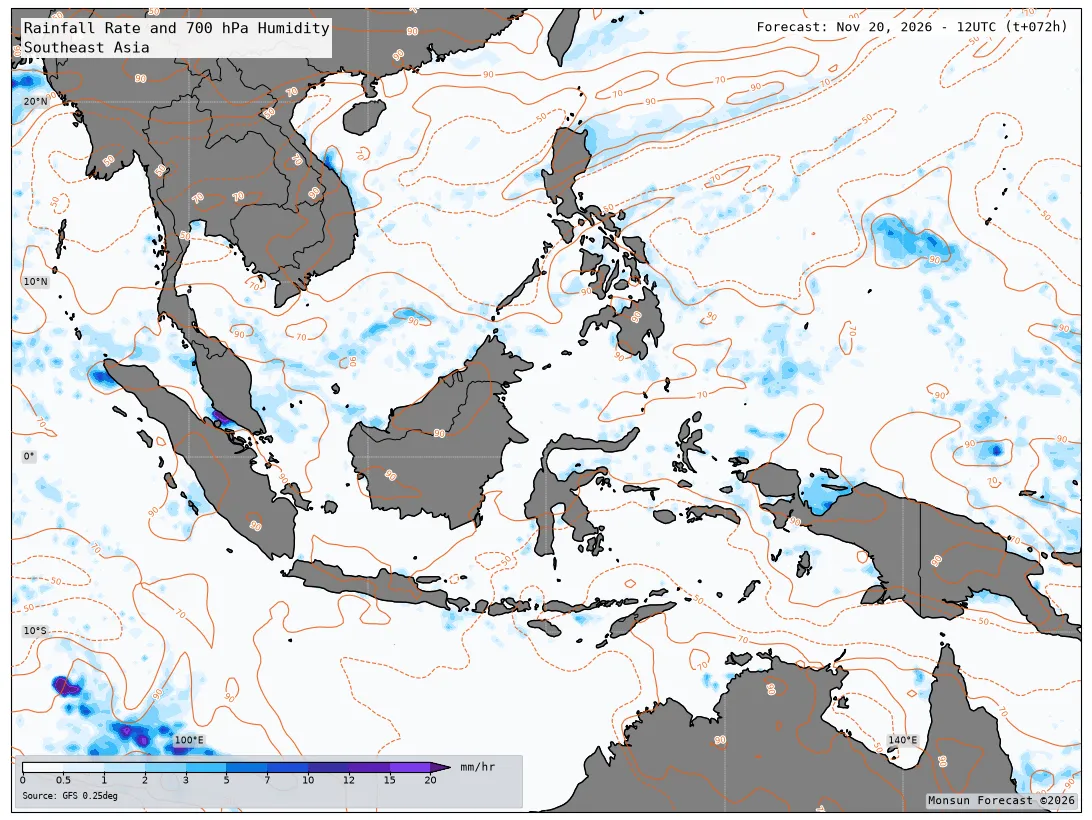 Rainfall Rate and 700 hPa Humidity
Southeast Asia
Forecast: Nov 20, 2026 - 12UTC (t+072h)
20°N
10°N
0°
10°S
100°E
140°E
0 0.5 1 2 3 5 7 10 12 15 20 mm/hr
Source: GFS 0.25deg
Monsun Forecast ©2026